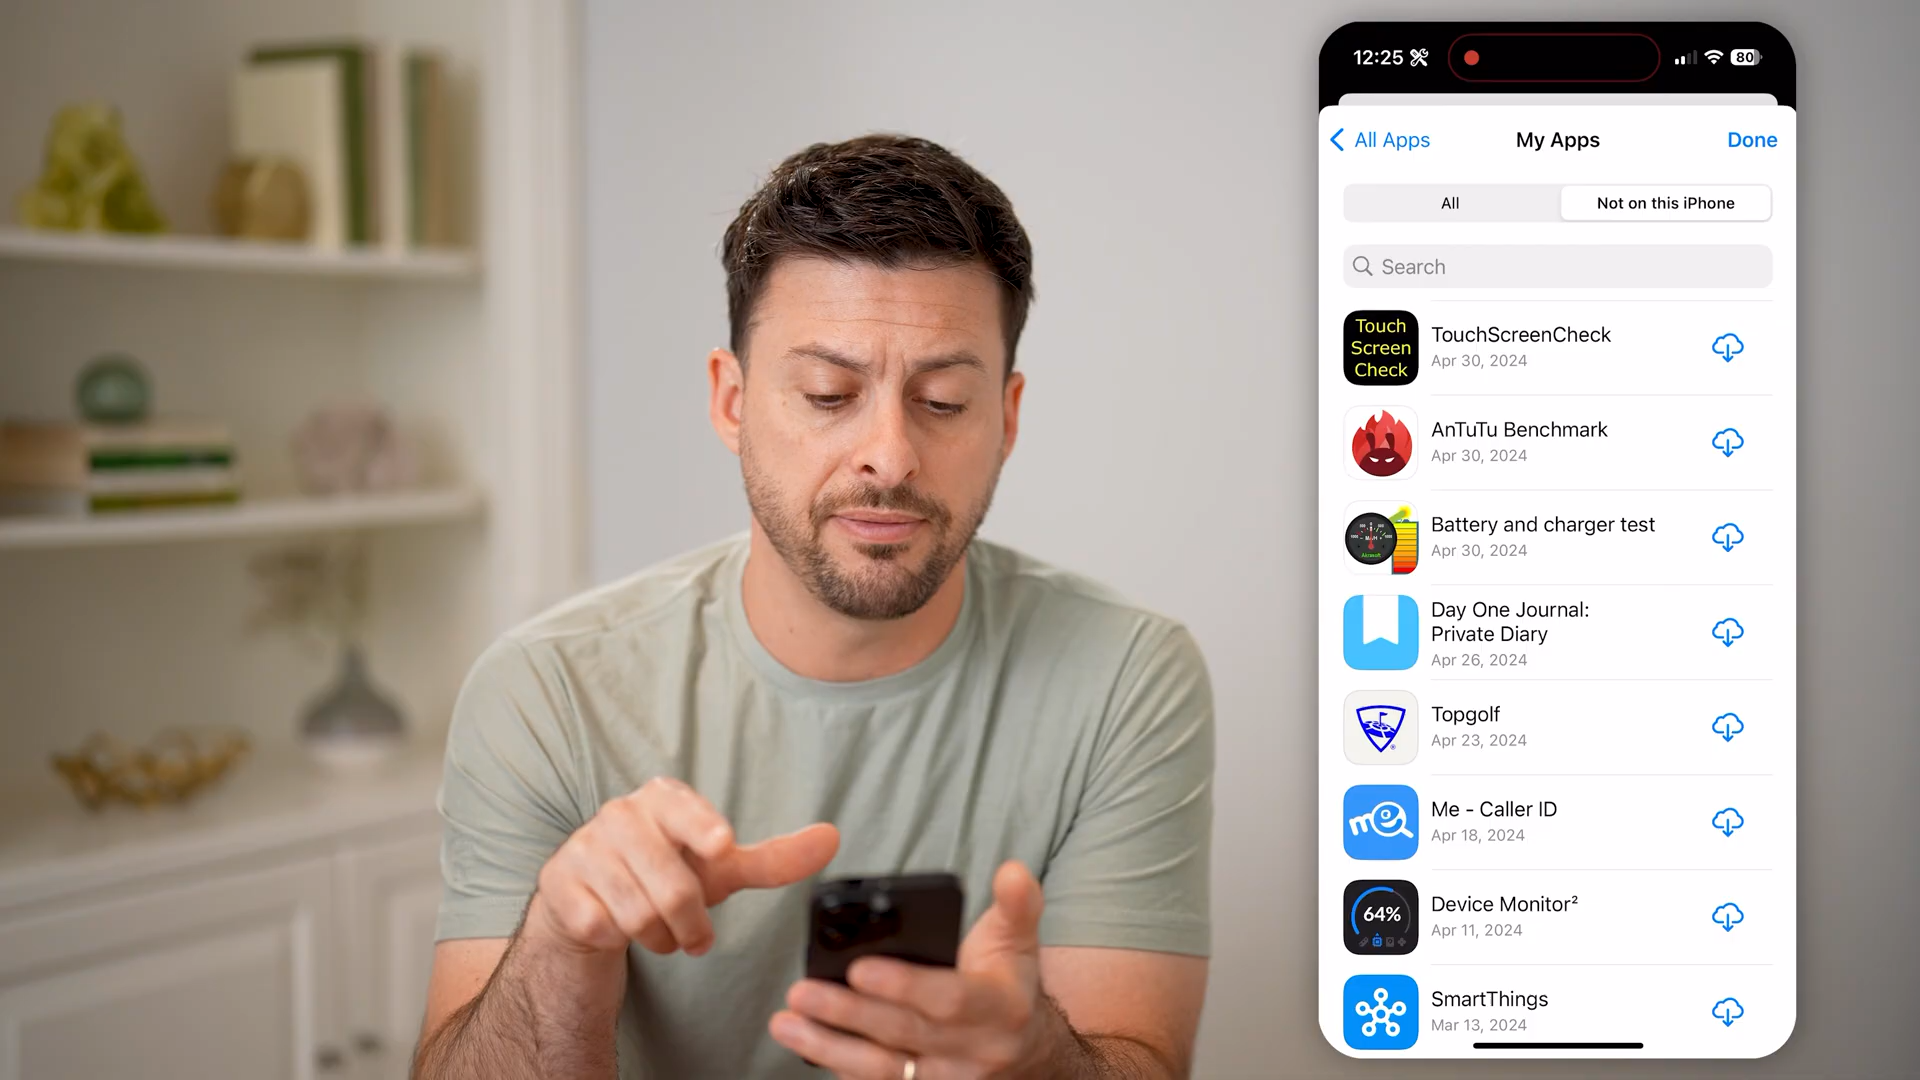 12:25
80
All Apps
My Apps
Done
All
Not on this iPhone
Search
Touch
Screen
Check
TouchScreenCheck
Apr 30, 2024
AnTuTu Benchmark
Apr 30, 2024
Battery and charger test
Apr 30, 2024
Day One Journal:
Private Diary
Apr 26, 2024
Topgolf
Apr 23, 2024
me
Me - Caller ID
Apr 18, 2024
64%
Device Monitor²
Apr 11, 2024
SmartThings
Mar 13, 2024